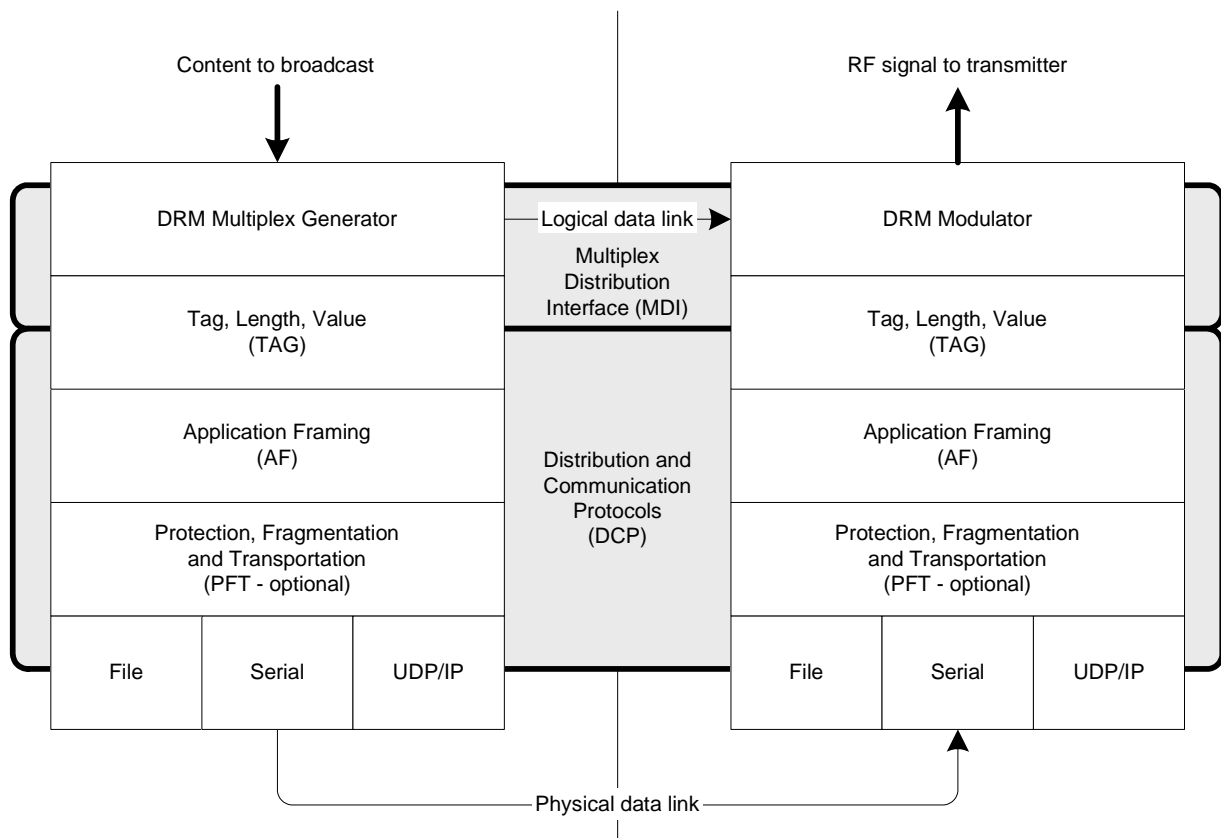 Content to broadcast
RF signal to transmitter
DRM Multiplex Generator
Logical data link
DRM Modulator
Multiplex
Distribution
Interface (MDI)
Tag, Length, Value
(TAG)
Tag, Length, Value
(TAG)
Application Framing
(AF)
Distribution and
Communication
Protocols
(DCP)
Application Framing
(AF)
Protection, Fragmentation
and Transportation
(PFT - optional)
Protection, Fragmentation
and Transportation
(PFT - optional)
File
Serial
UDP/IP
File
Serial
UDP/IP
Physical data link